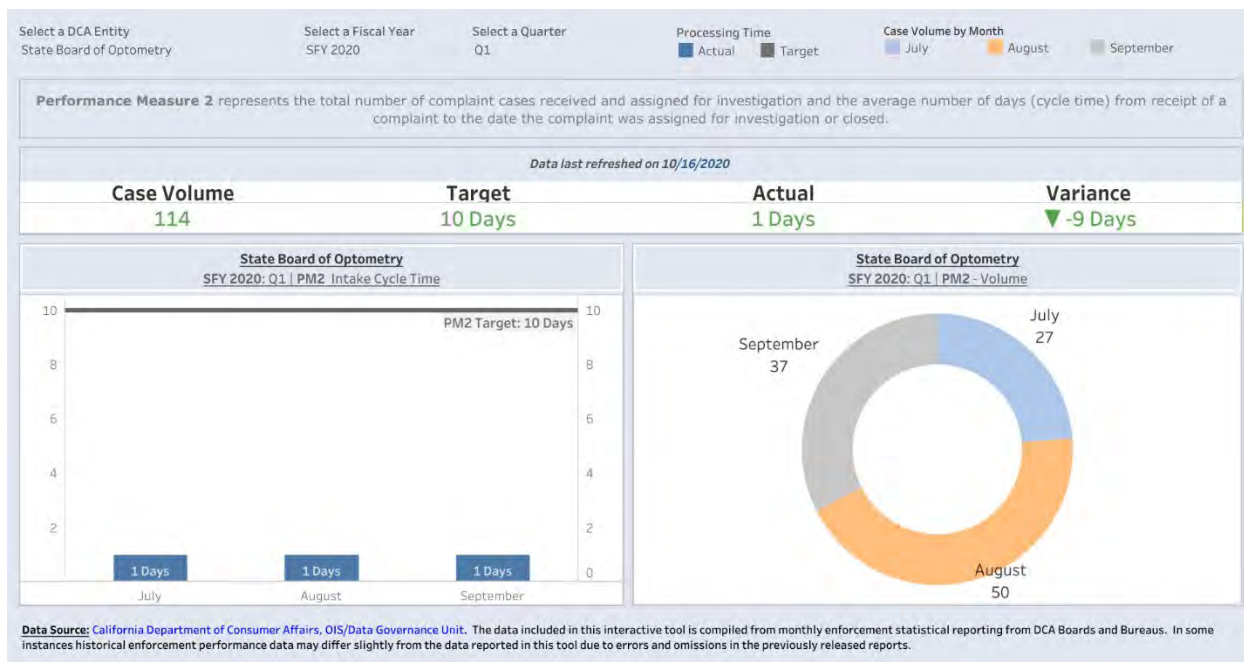 Select a DCA Entity
State Board of Optometry
Select a Fiscal Year
SFY 2020
Select a Quarter
Q1
Processing Time
Actual Target
Case Volume by Month
July August September
Performance Measure 2 represents the total number of complaint cases received and assigned for investigation and the average number of days (cycle time) from receipt of a
complaint to the date the complaint was assigned for investigation or closed.
Data last refreshed on 10/16/2020
Case Volume Target Actual Variance
114 10 Days 1 Days ▼ -9 Days
State Board of Optometry
SFY 2020: Q1 | PM2 Intake Cycle Time
10 10
PM2 Target: 10 Days
8 8
6 6
4 4
2 2
1 Days 1 Days 1 Days 0
July August September
State Board of Optometry
SFY 2020: Q1 | PM2 - Volume
July
27
September
37
August
50
Data Source: California Department of Consumer Affairs, OIS/Data Governance Unit. The data included in this interactive tool is compiled from monthly enforcement statistical reporting from DCA Boards and Bureaus. In some
instances historical enforcement performance data may differ slightly from the data reported in this tool due to errors and omissions in the previously released reports.